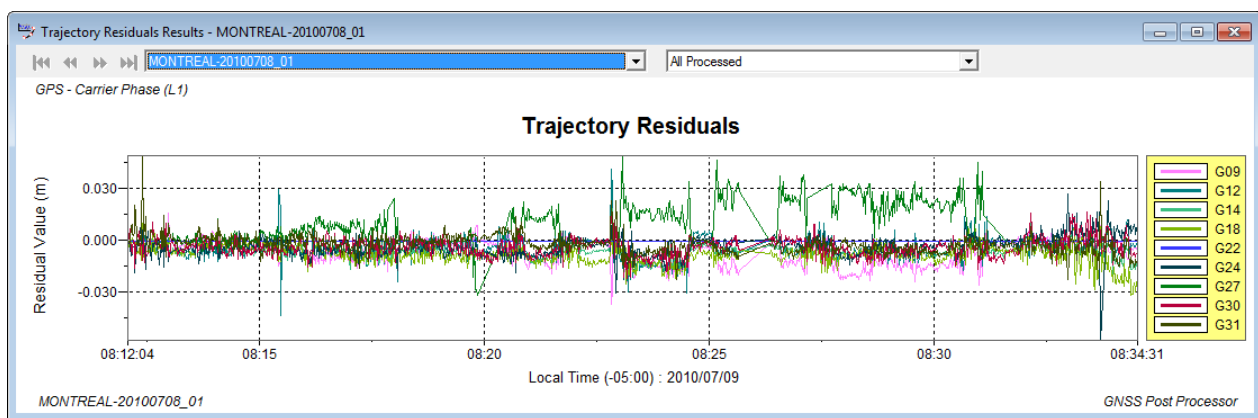 Trajectory Residuals Results - MONTREAL-20100708_01
MONTREAL-20100708_01
All Processed
GPS - Carrier Phase (L1)
Trajectory Residuals
Residual Value (m)
0.030
0.000
-0.030
G09
G12
G14
G18
G22
G24
G27
G30
G31
08:12:04
08:15
08:20
08:25
08:30
08:34:31
Local Time (-05:00) : 2010/07/09
MONTREAL-20100708_01
GNSS Post Processor